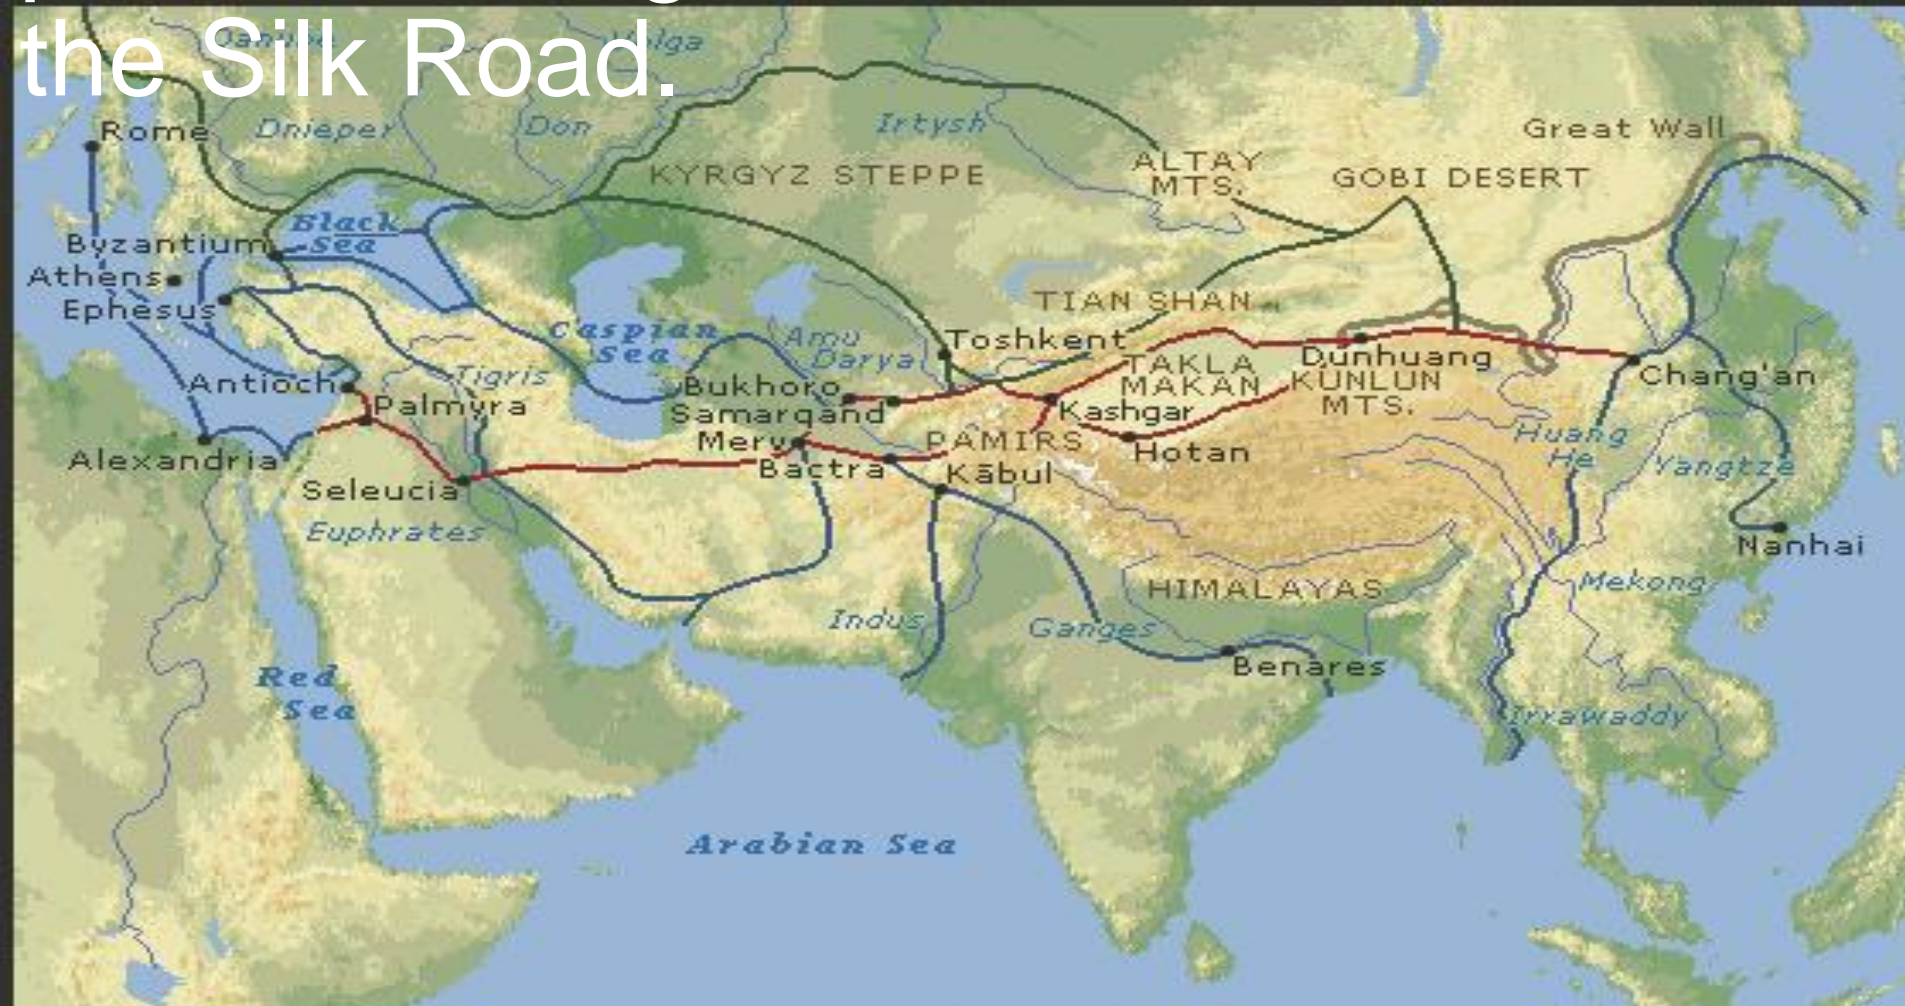 the Silk Road.
Danube
Volga
Rome
Dnieper
Don
Irtysh
Great Wall
KYRGYZ STEPPE
ALTAY
MTS.
GOBI DESERT
Black
Sea
Byzantium
Athens
Ephesus
TIAN SHAN
Caspian
Sea
Amu
Darya
Toshkent
TAKLA
MAKAN
Dunhuang
KUNLUN
MTS.
Chang'an
Antioch
Tigris
Palmyra
Bukhoro
Samarqand
Kashgar
Merv
PAMIRS
Hotan
Huang
He
Yangtze
Alexandria
Bactra
Kābul
Seleucia
Euphrates
Nanhai
HIMALAYAS
Mekong
Indus
Ganges
Benares
Red
Sea
Irrawaddy
Arabian Sea